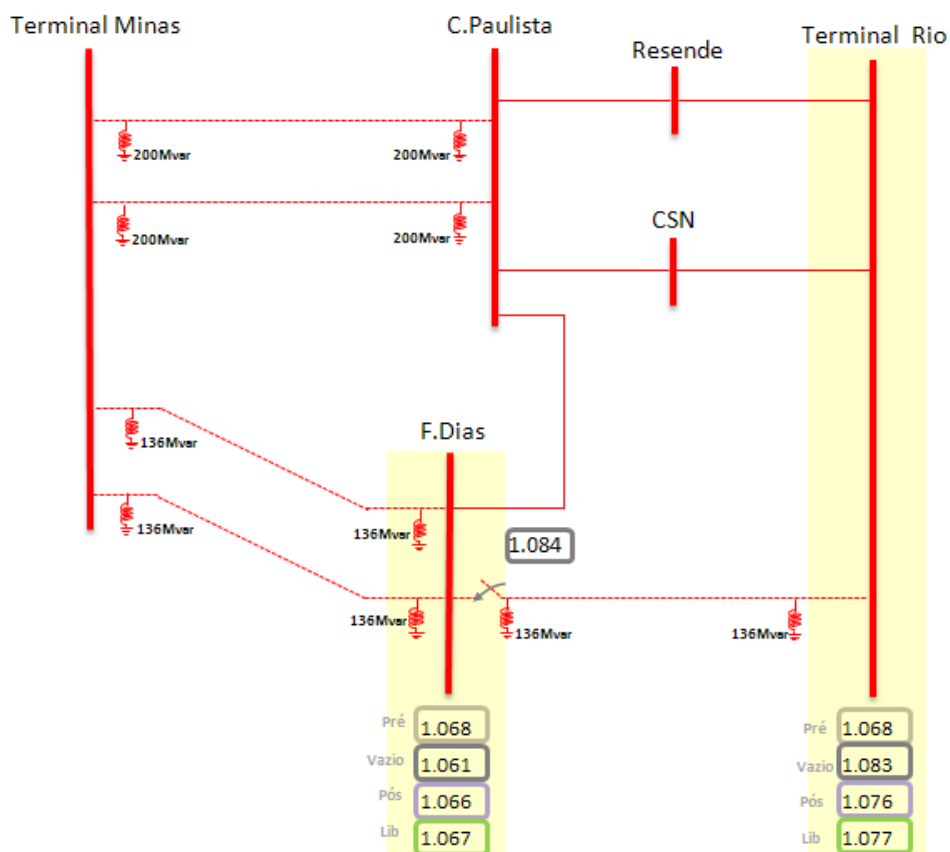 Terminal Minas
C.Paulista
Terminal Rio
Resende
200Mvar
200Mvar
200Mvar
200Mvar
CSN
136Mvar
F.Dias
136Mvar
136Mvar
1.084
136Mvar
136Mvar
136Mvar
Pré 1.068
Vazio 1.061
Pós 1.066
Lib 1.067
Pré 1.068
Vazio 1.083
Pós 1.076
Lib 1.077